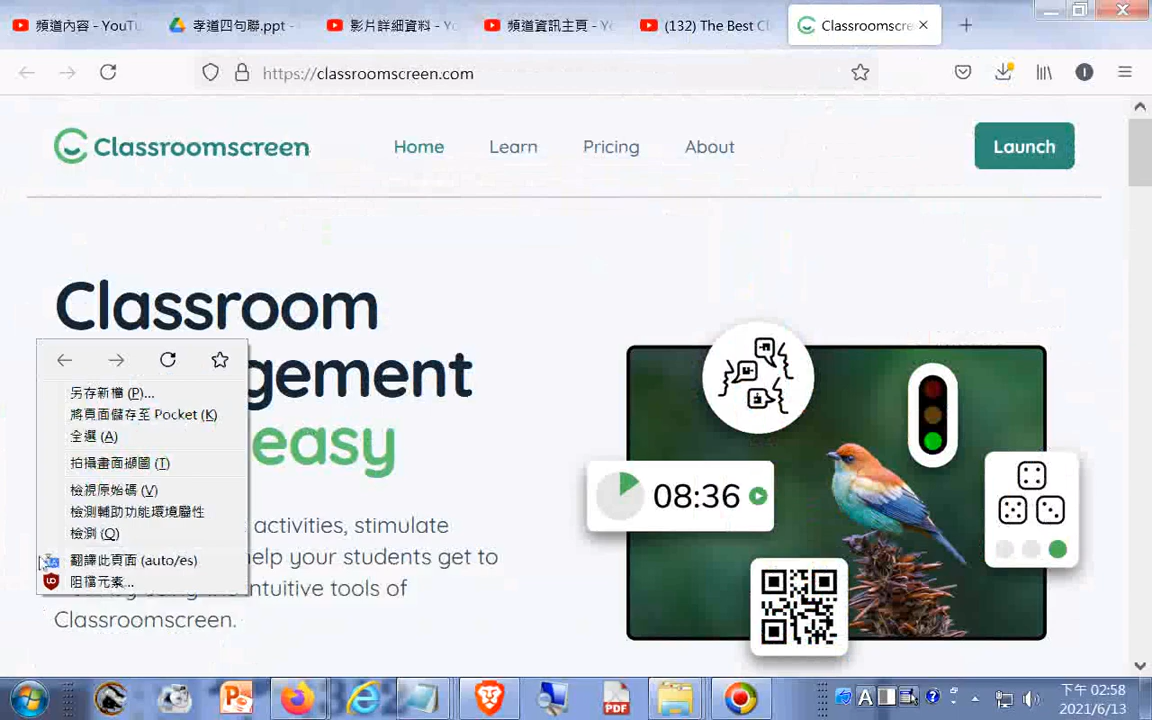 頻道內容 - YouTu
孝道四句聯.ppt -
影片詳細資料 - Yo
頻道資訊主頁 - Yo
(132) The Best Cl
Classroomscre
https://classroomscreen.com
Classroomscreen
Home
Learn
Pricing
About
Launch
Classroom
gement
easy
activities, stimulate
help your students get to
intuitive tools of
Classroomscreen.
另存新檔 (P)...
將頁面儲存至 Pocket (K)
全選 (A)
拍攝畫面擷圖 (T)
檢視原始碼 (V)
檢測輔助功能環境屬性
檢測 (Q)
翻譯此頁面 (auto/es)
阻擋元素...
08:36
PDF
下午 02:58
2021/6/13